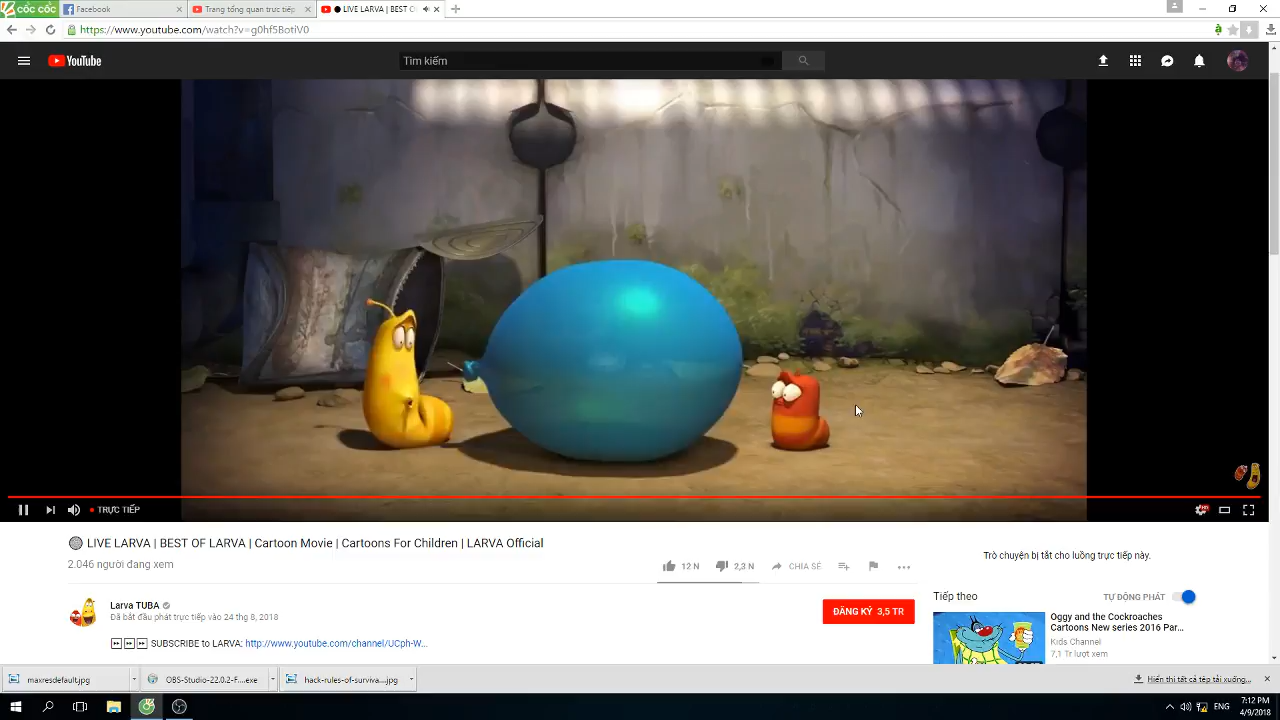 cốc cốc
Facebook
Trang tổng quan trực tiếp
LIVE LARVA | BEST O
https://www.youtube.com/watch?v=g0hf5BotiV0
YouTube
Tìm kiếm
TRỰC TIẾP
HD
LIVE LARVA | BEST OF LARVA | Cartoon Movie | Cartoons For Children | LARVA Official
2.046 người đang xem
12 N
2,3 N
CHIA SẺ
Trò chuyện bị tắt cho luồng trực tiếp này.
Larva TUBA
Đã bắt đầu phát trực tiếp vào 24 thg 8, 2018
ĐĂNG KÝ 3,5 TR
SUBSCRIBE to LARVA: http://www.youtube.com/channel/UCph-W...
Tiếp theo
TỰ ĐỘNG PHÁT
Oggy and the Cockroaches
Cartoons New series 2016 Par...
Kids Channel
7,1 Tr lượt xem
maxresdefault.jpg
OBS-Studio-22.0.2-F....exe
hack-rules-of-surviva....jpg
Hiển thị tất cả tệp tải xuống...
ENG
7:12 PM
4/9/2018